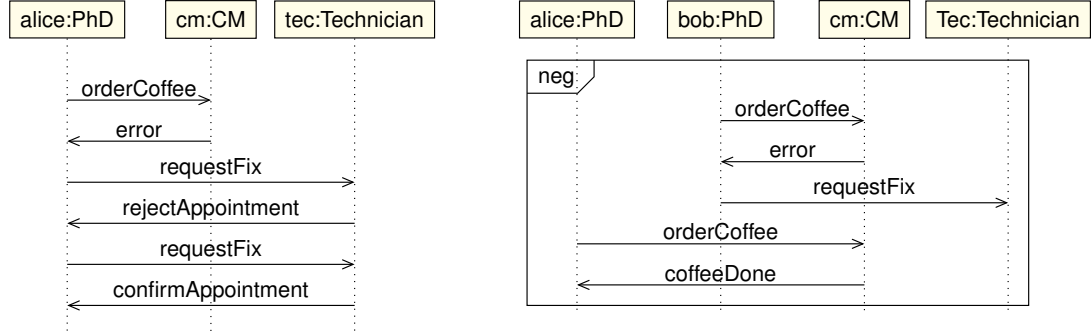 alice:PhD cm:CM tec:Technician
orderCoffee
error
requestFix
rejectAppointment
requestFix
confirmAppointment
alice:PhD bob:PhD cm:CM Tec:Technician
neg
orderCoffee
error
requestFix
orderCoffee
coffeeDone